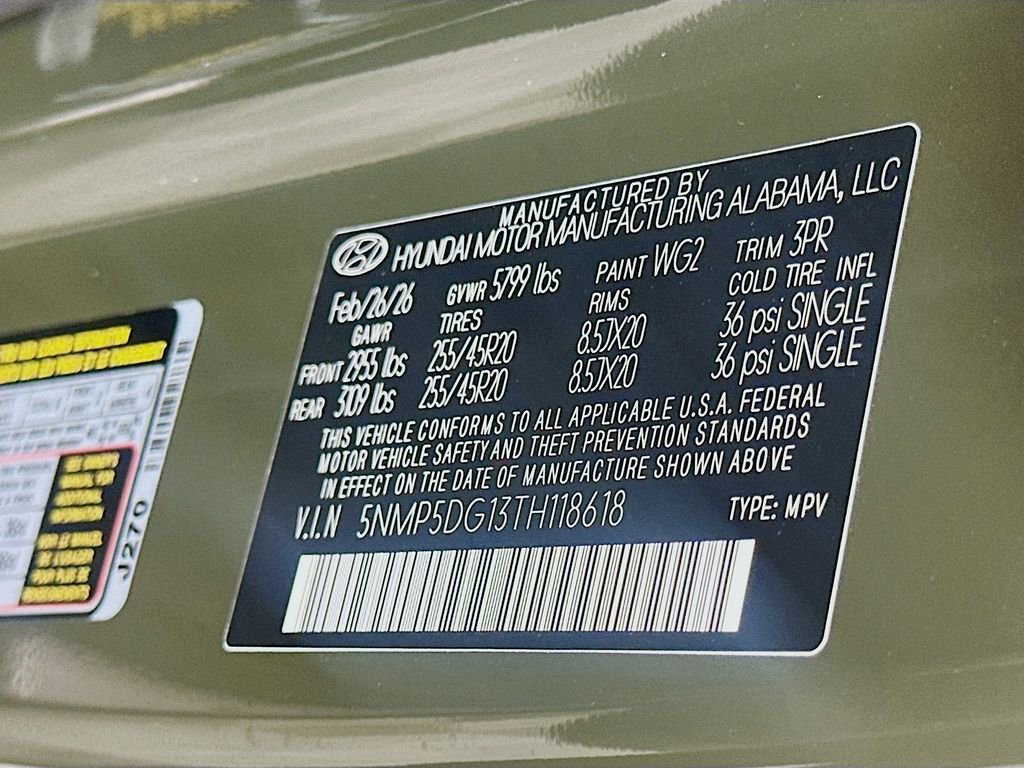 MANUFACTURED BY
HYUNDAI MOTOR MANUFACTURING ALABAMA, LLC
Feb/26/26 GVWR 5799 lbs PAINT WG2 TRIM 3PR
GAWR TIRES RIMS COLD TIRE INFL
FRONT 2955 lbs 255/45R20 8.5JX20 36 psi SINGLE
REAR 3109 lbs 255/45R20 8.5JX20 36 psi SINGLE
THIS VEHICLE CONFORMS TO ALL APPLICABLE U.S.A. FEDERAL
MOTOR VEHICLE SAFETY AND THEFT PREVENTION STANDARDS
IN EFFECT ON THE DATE OF MANUFACTURE SHOWN ABOVE
V.I.N 5NMP5DG13TH118618 TYPE: MPV
J270